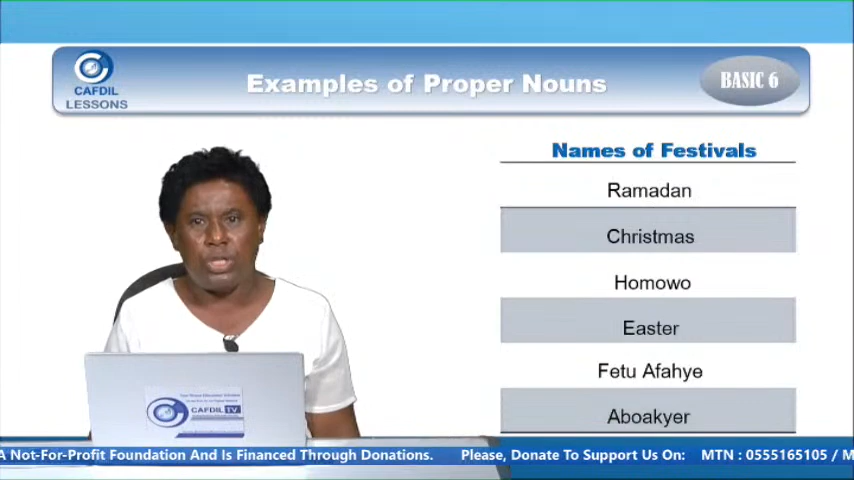 CAFDIL
LESSONS
Examples of Proper Nouns
BASIC 6
Names of Festivals
Ramadan
Christmas
Homowo
Easter
Fetu Afahye
Aboakyer
CAFDIL TV
A Not-For-Profit Foundation And Is Financed Through Donations. Please, Donate To Support Us On: MTN : 0555165105 / M